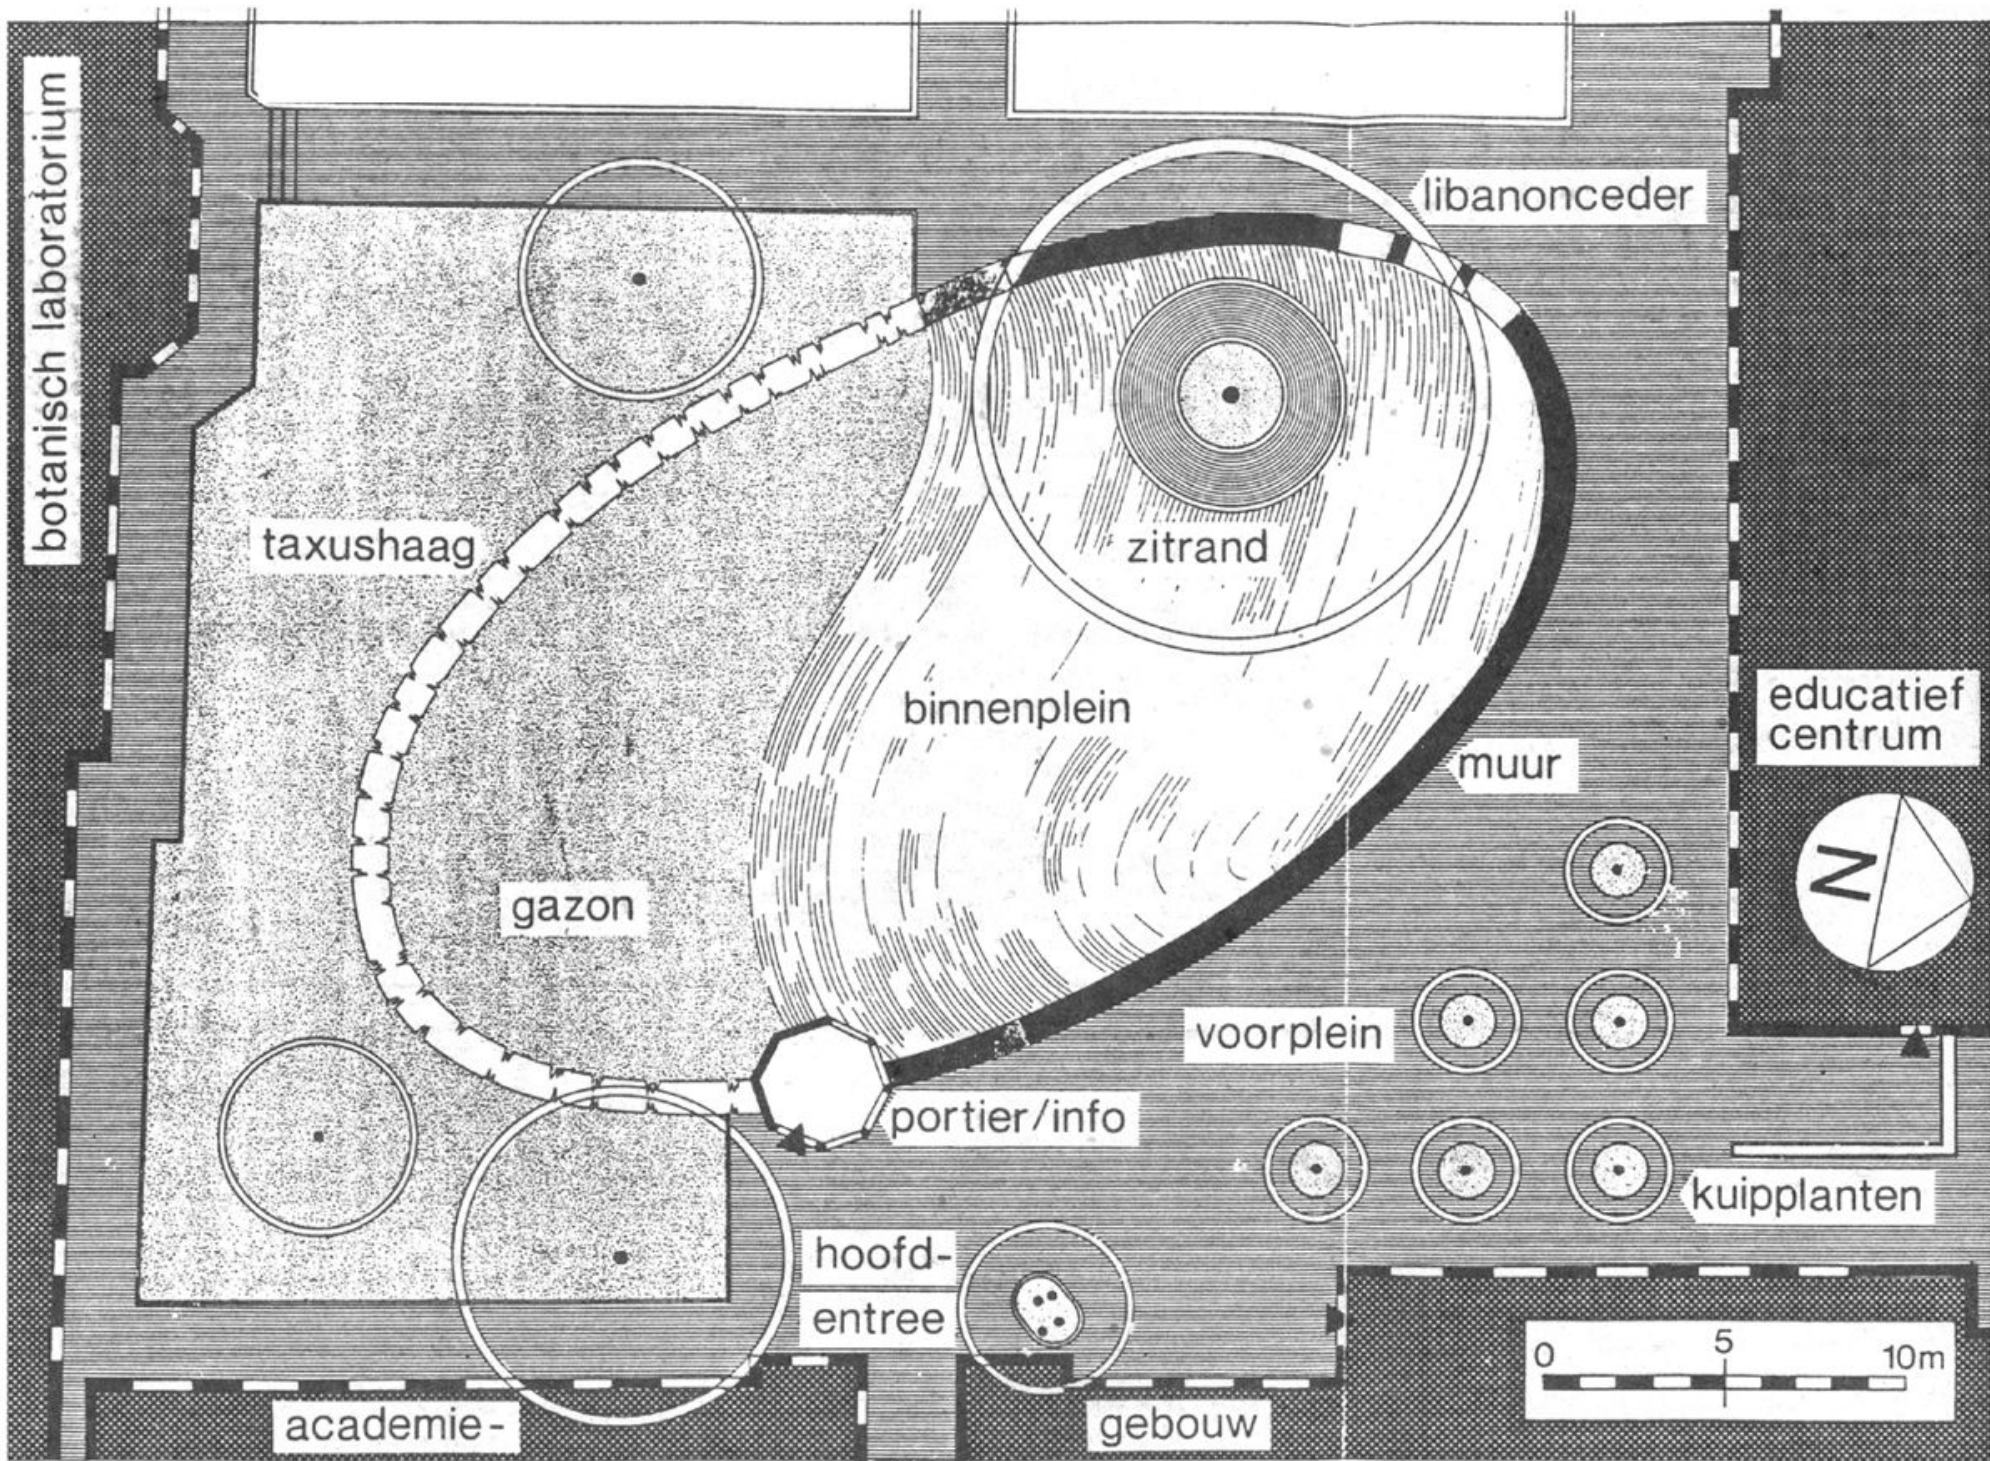 botanisch laboratorium
libanonceder
taxushaag
zitrand
binnenplein
educatief
centrum
muur
N
gazon
voorplein
portier/info
kuipplanten
hoofd-
entree
0 5 10m
academie-
gebouw